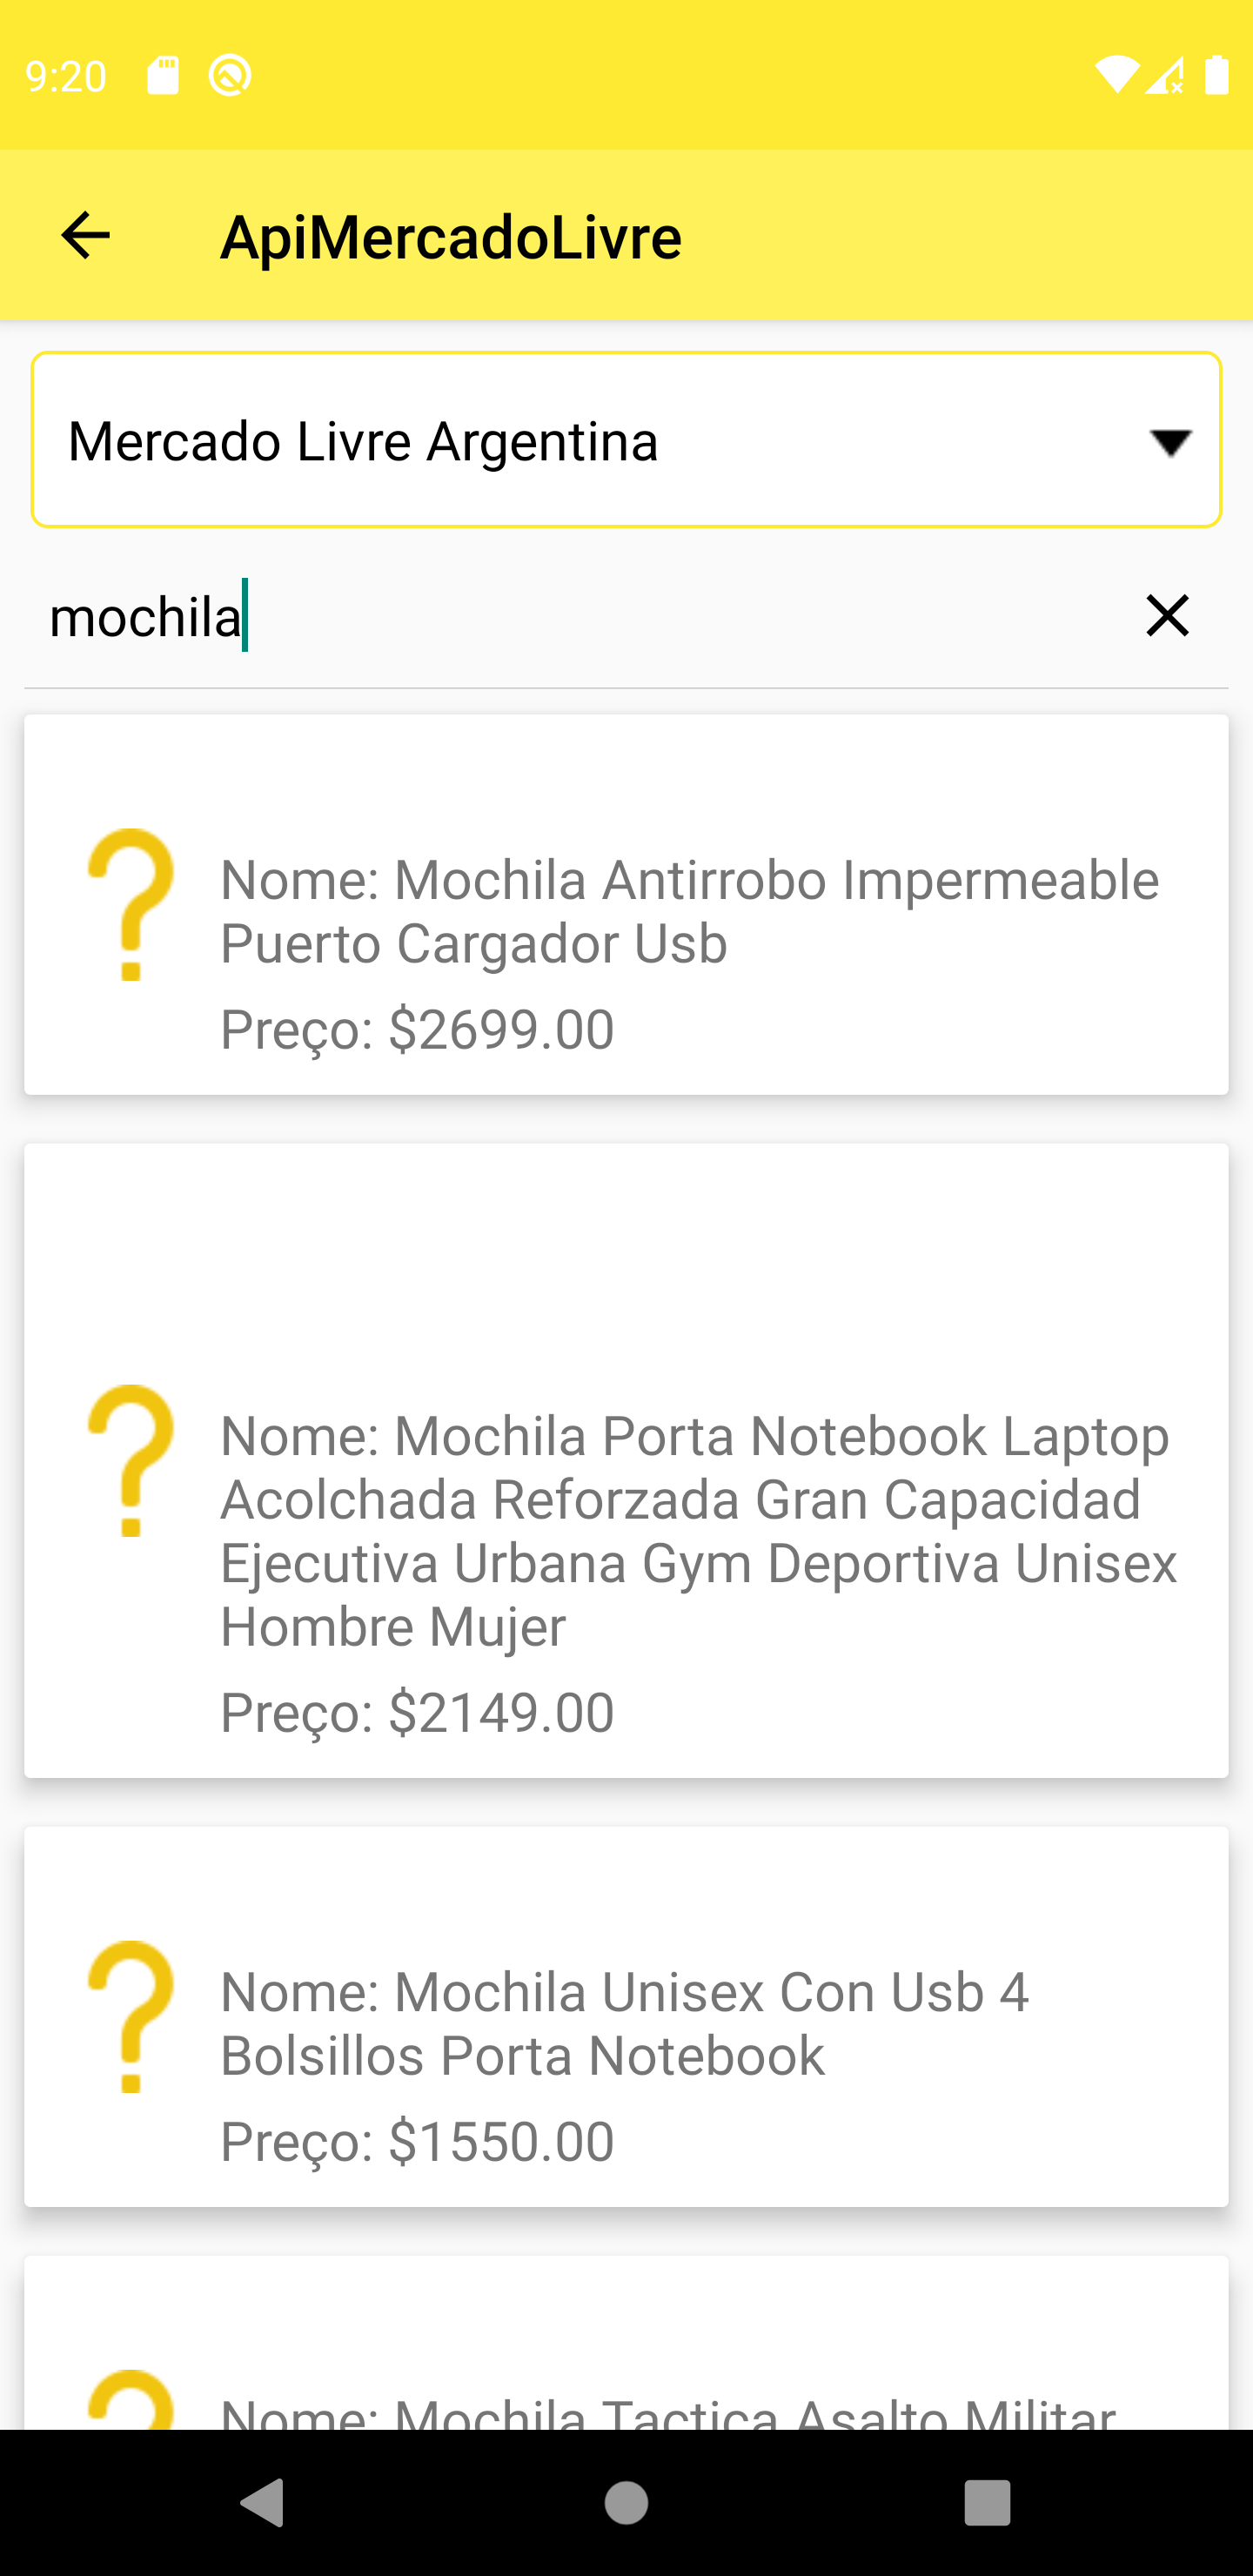 9:20
ApiMercadoLivre
Mercado Livre Argentina
mochila
Nome: Mochila Antirrobo Impermeable
Puerto Cargador Usb
Preço: $2699.00
Nome: Mochila Porta Notebook Laptop
Acolchada Reforzada Gran Capacidad
Ejecutiva Urbana Gym Deportiva Unisex
Hombre Mujer
Preço: $2149.00
Nome: Mochila Unisex Con Usb 4
Bolsillos Porta Notebook
Preço: $1550.00
Nome: Mochila Tactica Asalto Militar